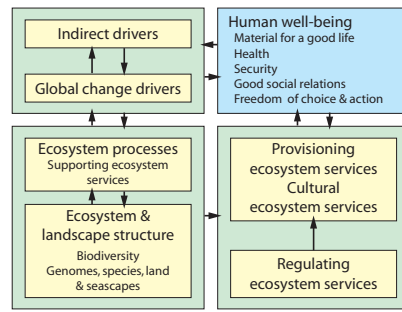 Indirect drivers
Global change drivers
Human well-being
Material for a good life
Health
Security
Good social relations
Freedom of choice & action
Ecosystem processes
Supporting ecosystem
services
Ecosystem &
landscape structure
Biodiversity
Genomes, species, land
& seascapes
Provisioning
ecosystem services
Cultural
ecosystem services
Regulating
ecosystem services